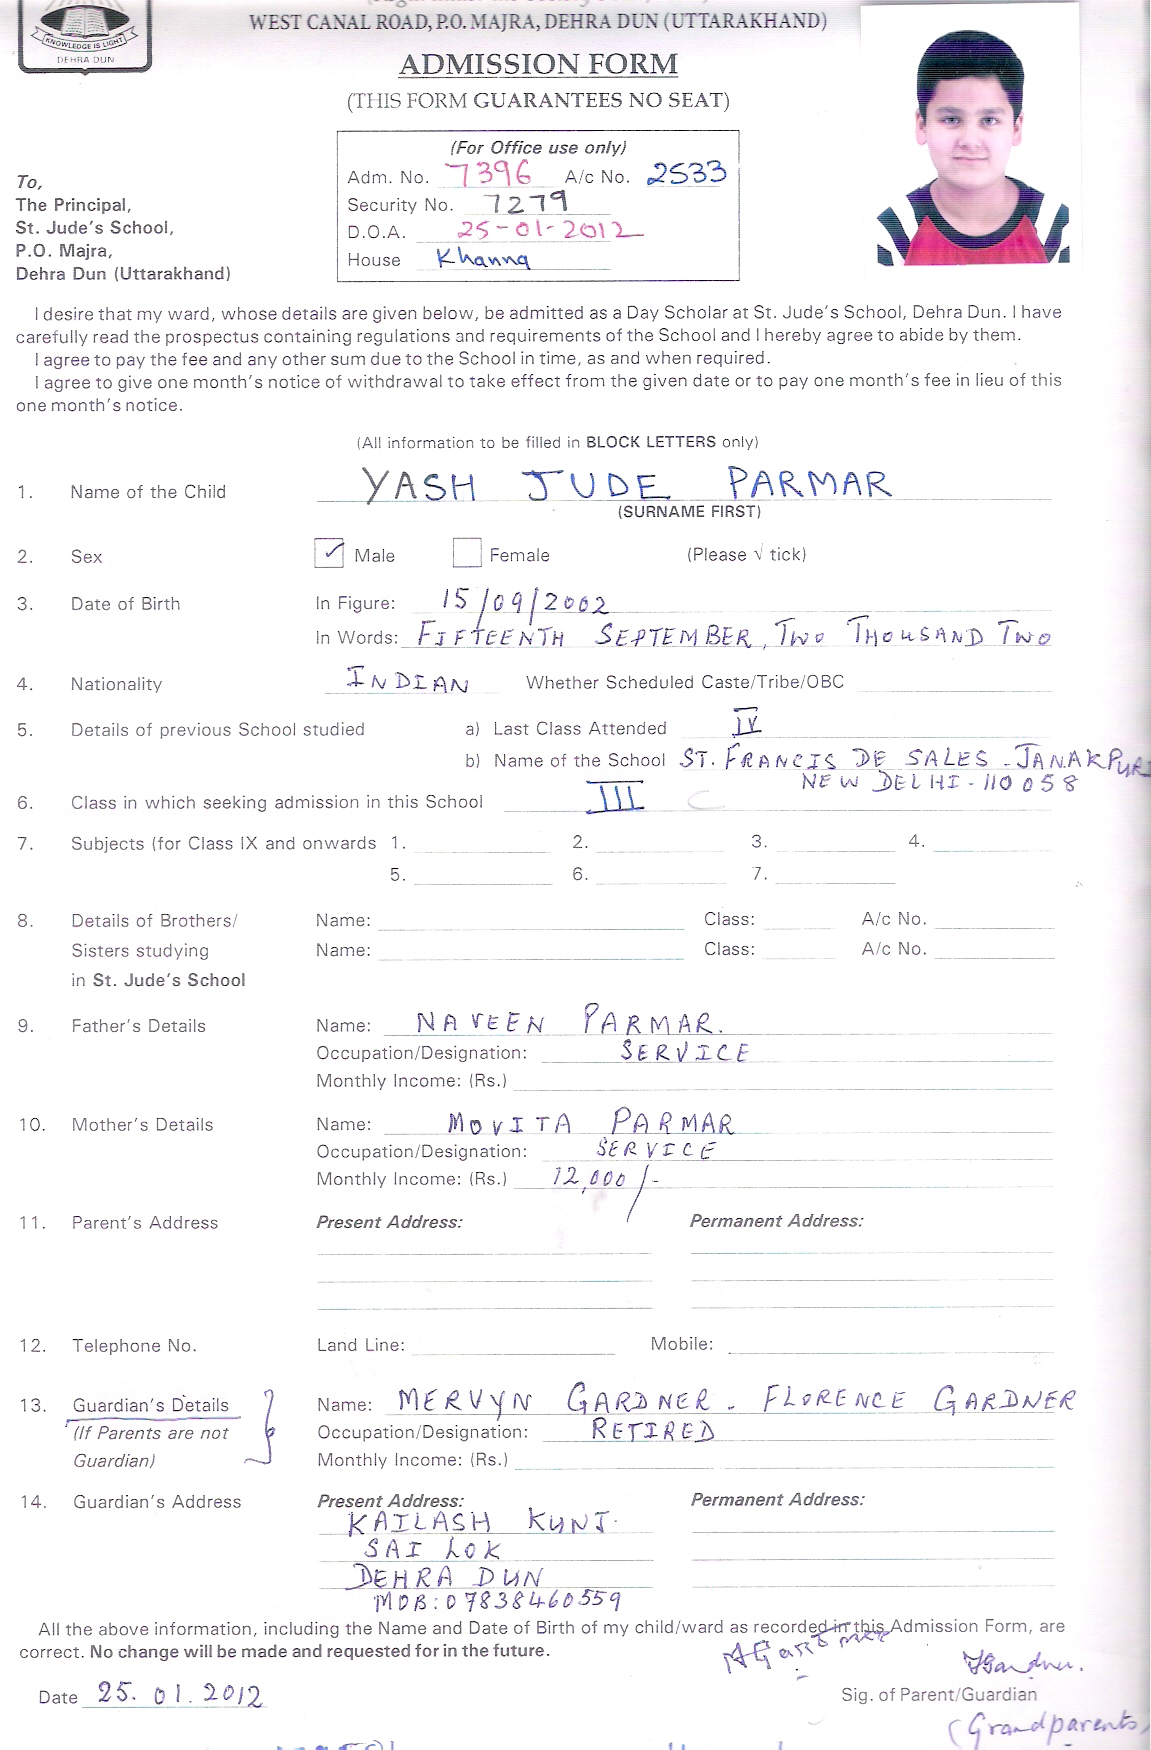 KNOWLEDGE IS LIGHT
DEHRA DUN
WEST CANAL ROAD, P.O. MAJRA, DEHRA DUN (UTTARAKHAND)
ADMISSION FORM
(THIS FORM GUARANTEES NO SEAT)
(For Office use only)
Adm. No. 7396 A/c No. 2533
Security No. 7279
D.O.A. 25-01-2012
House Khanna
To,
The Principal,
St. Jude's School,
P.O. Majra,
Dehra Dun (Uttarakhand)
I desire that my ward, whose details are given below, be admitted as a Day Scholar at St. Jude's School, Dehra Dun. I have
carefully read the prospectus containing regulations and requirements of the School and I hereby agree to abide by them.
I agree to pay the fee and any other sum due to the School in time, as and when required.
I agree to give one month's notice of withdrawal to take effect from the given date or to pay one month's fee in lieu of this
one month's notice.
(All information to be filled in BLOCK LETTERS only)
1. Name of the Child YASH JUDE PARMAR
(SURNAME FIRST)
2. Sex ✓ Male Female (Please √ tick)
3. Date of Birth In Figure: 15/09/2002
In Words: FIFTEENTH SEPTEMBER, TWO THOUSAND TWO
4. Nationality INDIAN Whether Scheduled Caste/Tribe/OBC
5. Details of previous School studied a) Last Class Attended IV
b) Name of the School ST. FRANCIS DE SALES - JANAKPURI
NEW DELHI - 110058
6. Class in which seeking admission in this School III C
7. Subjects (for Class IX and onwards 1. 2. 3. 4.
5. 6. 7.
8. Details of Brothers/ Name: Class: A/c No.
Sisters studying Name: Class: A/c No.
in St. Jude's School
9. Father's Details Name: NAVEEN PARMAR.
Occupation/Designation: SERVICE
Monthly Income: (Rs.)
10. Mother's Details Name: MOVITA PARMAR
Occupation/Designation: SERVICE
Monthly Income: (Rs.) 12,000/-
11. Parent's Address Present Address: Permanent Address:
12. Telephone No. Land Line: Mobile:
13. Guardian's Details Name: MERVYN GARDNER - FLORENCE GARDNER
(If Parents are not Occupation/Designation: RETIRED
Guardian) Monthly Income: (Rs.)
14. Guardian's Address Present Address: Permanent Address:
KAILASH KUNJ.
SAI LOK
DEHRA DUN
MOB: 07838460559
All the above information, including the Name and Date of Birth of my child/ward as recorded in this Admission Form, are
correct. No change will be made and requested for in the future.
Date 25.01.2012 Sig. of Parent/Guardian
(Grandparents)